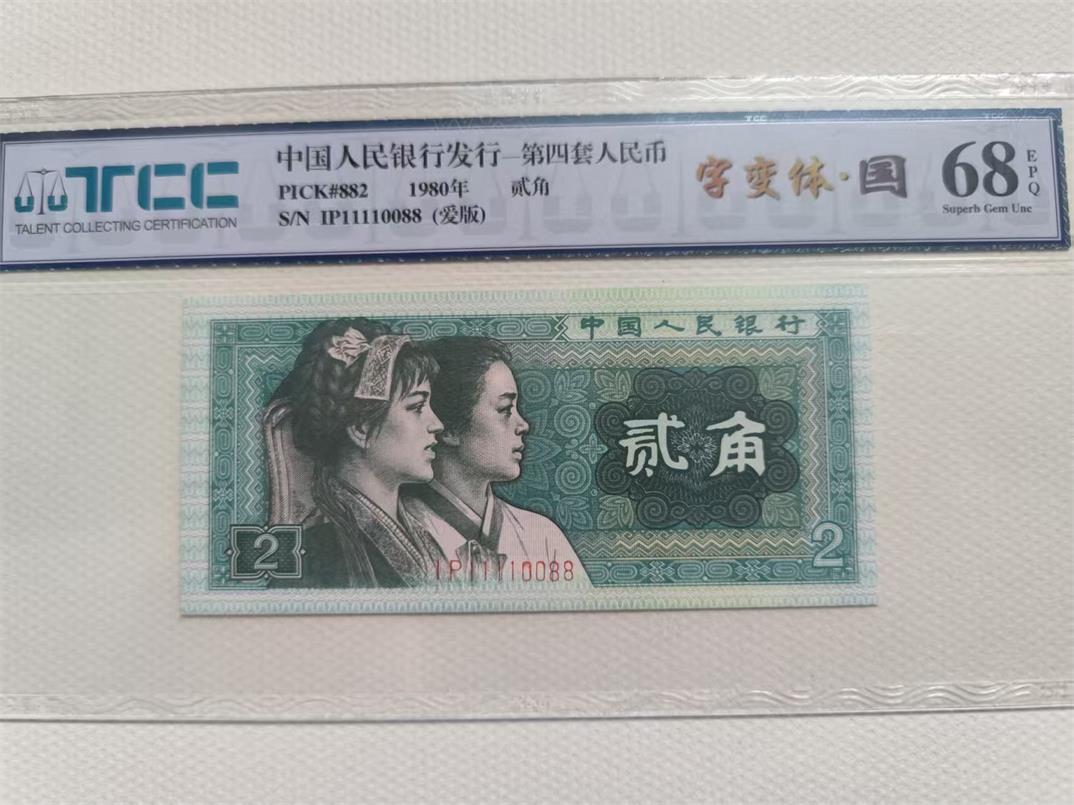 TCC
TCC
TALENT COLLECTING CERTIFICATION
中国人民银行发行–第四套人民币
PICK#882 1980年 贰角
S/N IP11110088 (爱版)
字变体·国
68
EPQ
Superb Gem Unc
中国人民银行
贰角
2
2
IP11110088